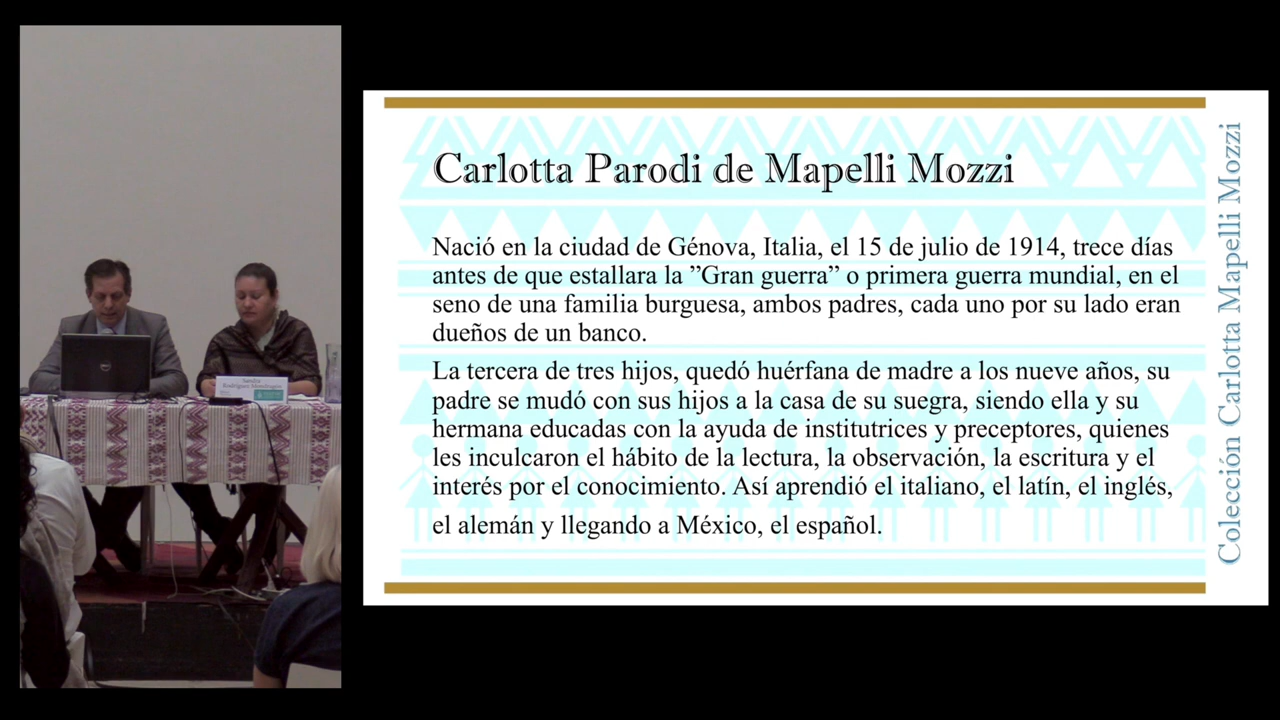 Carlotta Parodi de Mapelli Mozzi
Nació en la ciudad de Génova, Italia, el 15 de julio de 1914, trece días
antes de que estallara la ”Gran guerra” o primera guerra mundial, en el
seno de una familia burguesa, ambos padres, cada uno por su lado eran
dueños de un banco.
La tercera de tres hijos, quedó huérfana de madre a los nueve años, su
padre se mudó con sus hijos a la casa de su suegra, siendo ella y su
hermana educadas con la ayuda de institutrices y preceptores, quienes
les inculcaron el hábito de la lectura, la observación, la escritura y el
interés por el conocimiento. Así aprendió el italiano, el latín, el inglés,
el alemán y llegando a México, el español.
Colección Carlotta Mapelli Mozzi
Sandra
DELL